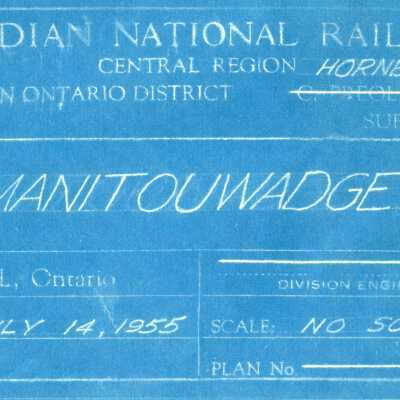 DIAN NATIONAL RAIL
CENTRAL REGION HORNE
N ONTARIO DISTRICT
SU
MANITOUWADGE
L, Ontario
DIVISION ENGI
LY 14, 1955 SCALE: NO SC
PLAN No.